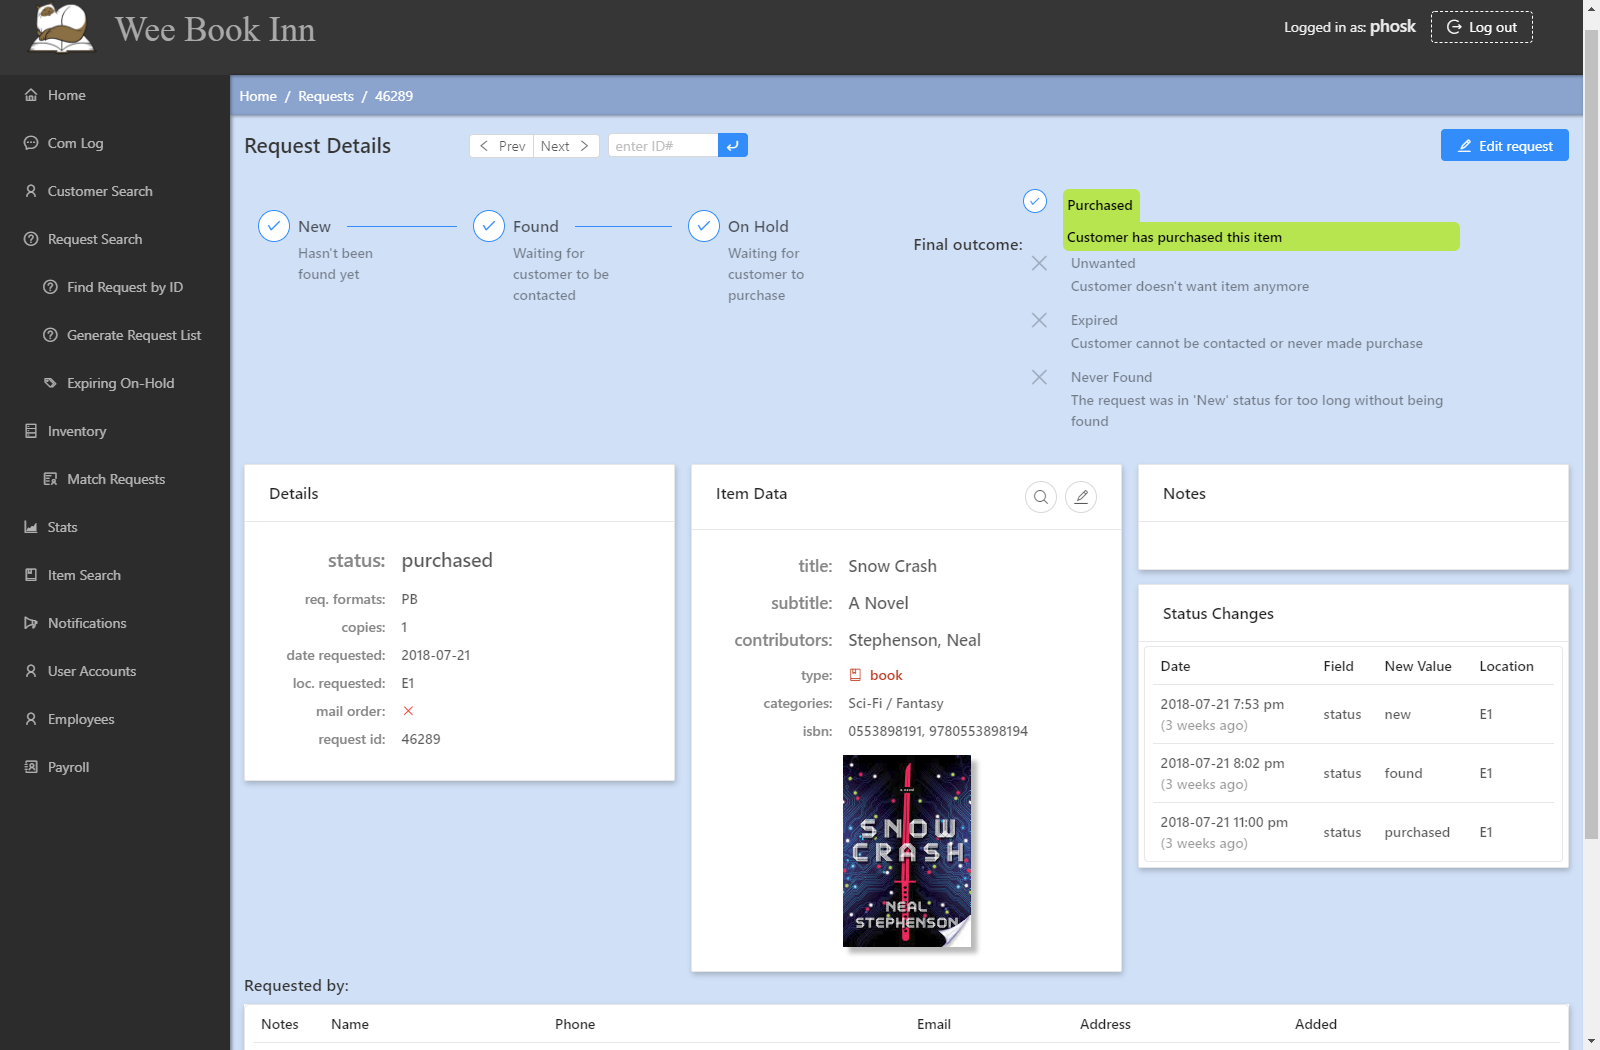 Wee Book Inn
Logged in as: phosk
Log out
Home
Com Log
Customer Search
Request Search
Find Request by ID
Generate Request List
Expiring On-Hold
Inventory
Match Requests
Stats
Item Search
Notifications
User Accounts
Employees
Payroll
Home / Requests / 46289
Request Details
Prev
Next
enter ID#
Edit request
New
Hasn't been
found yet
Found
Waiting for
customer to be
contacted
On Hold
Waiting for
customer to
purchase
Final outcome:
Purchased
Customer has purchased this item
Unwanted
Customer doesn't want item anymore
Expired
Customer cannot be contacted or never made purchase
Never Found
The request was in 'New' status for too long without being
found
Details
status: purchased
req. formats: PB
copies: 1
date requested: 2018-07-21
loc. requested: E1
mail order:
request id: 46289
Item Data
title: Snow Crash
subtitle: A Novel
contributors: Stephenson, Neal
type: book
categories: Sci-Fi / Fantasy
isbn: 0553898191, 9780553898194
a novel
SNOW
CRASH
NEAL
STEPHENSON
Notes
Status Changes
Date Field New Value Location
2018-07-21 7:53 pm
(3 weeks ago)
status new E1
2018-07-21 8:02 pm
(3 weeks ago)
status found E1
2018-07-21 11:00 pm
(3 weeks ago)
status purchased E1
Requested by:
Notes Name Phone Email Address Added